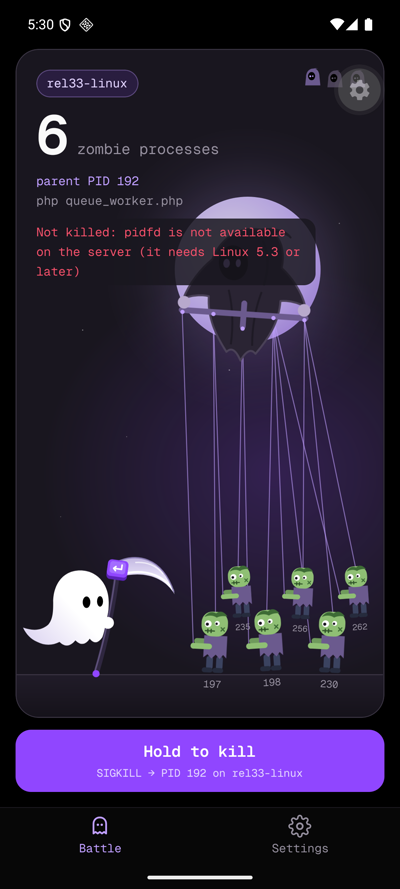 5:30
rel33-linux
6 zombie processes
parent PID 192
php queue_worker.php
Not killed: pidfd is not available
on the server (it needs Linux 5.3 or
later)
235
256
262
197
198
230
Hold to kill
SIGKILL → PID 192 on rel33-linux
Battle
Settings